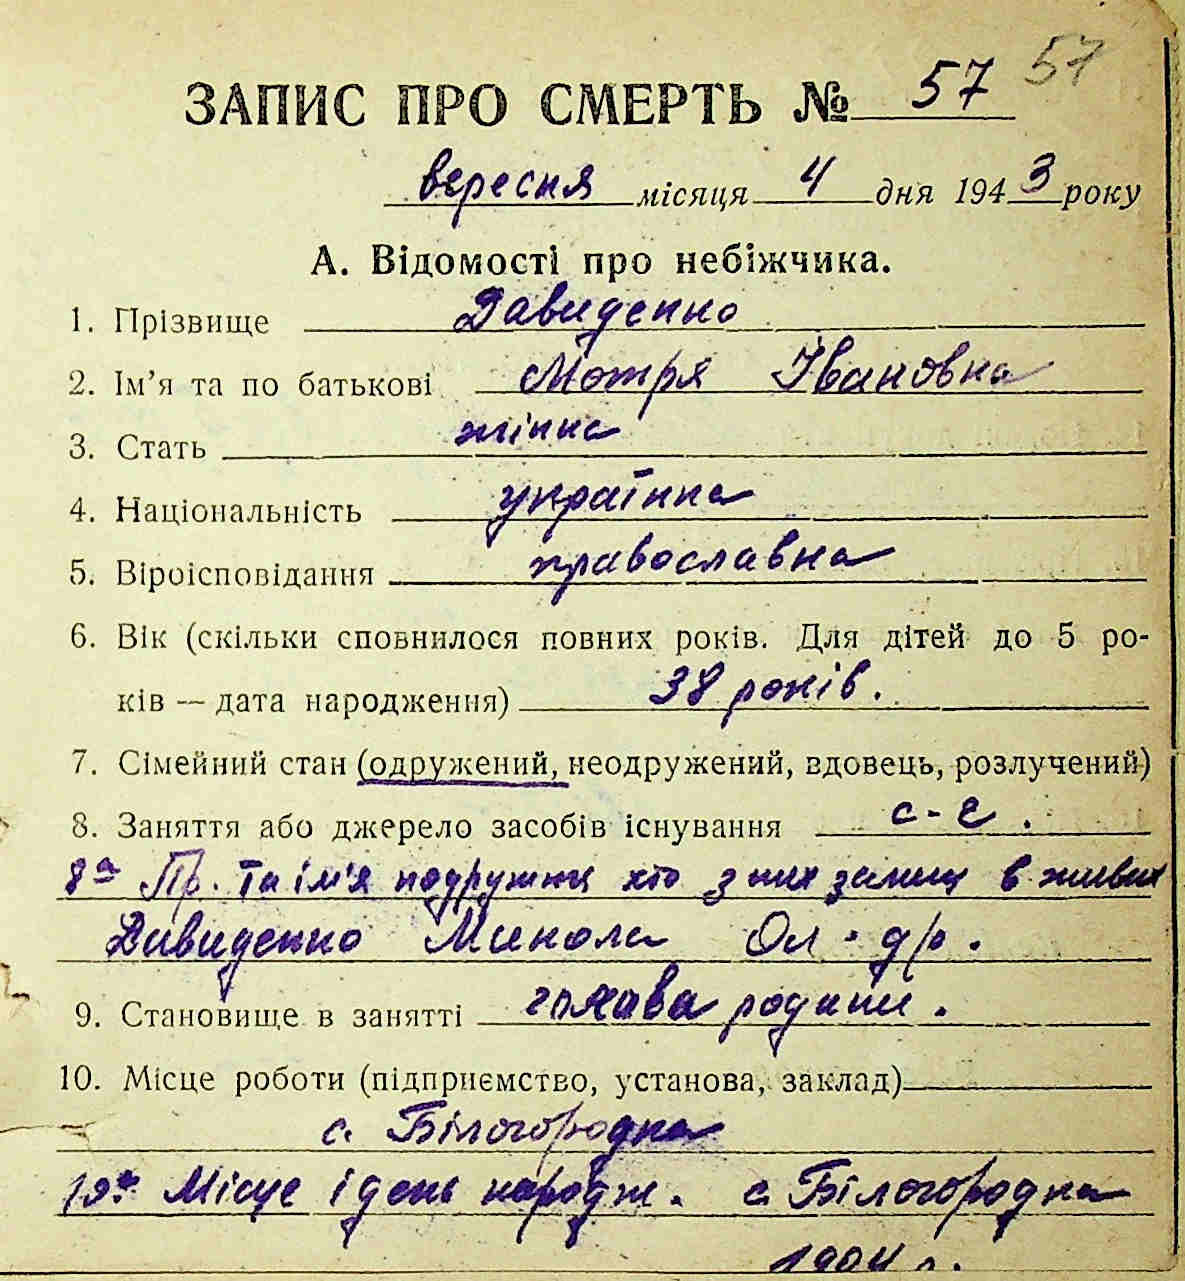 ЗАПИС ПРО СМЕРТЬ № 57 57
вересня місяця 4 дня 1943 року
А. Відомості про небіжчика.
1. Прізвище Давиденко
2. Ім’я та по батькові Мотря Івановна
3. Стать жінка
4. Національність українка
5. Віроісповідання православна
6. Вік (скільки сповнилося повних років. Для дітей до 5 ро-
ків — дата народження) 38 років.
7. Сімейний стан (одружений, неодружений, вдовець, розлучений)
8. Заняття або джерело засобів існування с-г.
8а Пр. та ім'я подружжя хто з них залиш в живих
Давиденко Микола Ол-др.
9. Становище в занятті голова родини.
10. Місце роботи (підприємство, установа, заклад)
с. Білогородка
10а Місце і день народж. с. Білогородка
1904 р.